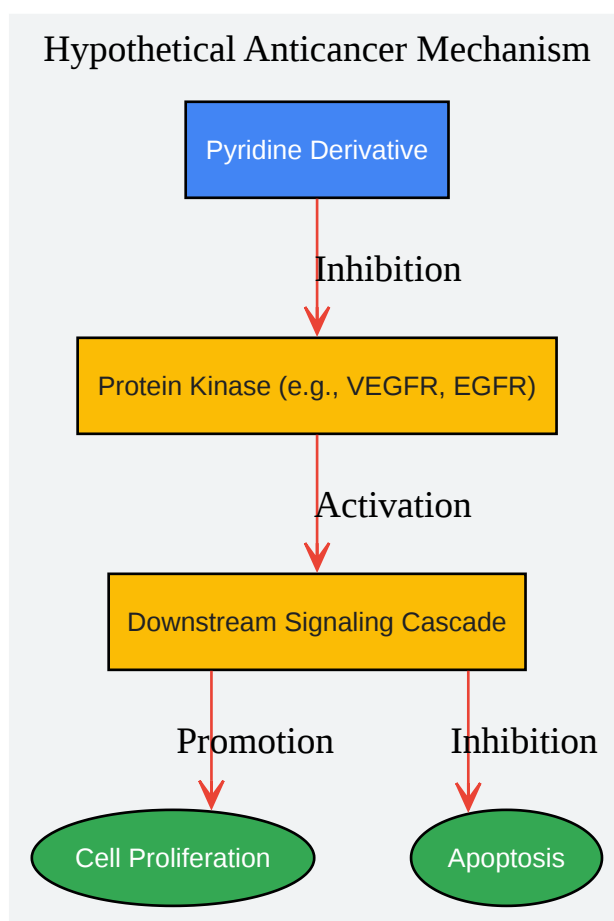 Hypothetical Anticancer Mechanism
Pyridine Derivative
Inhibition
Protein Kinase (e.g., VEGFR, EGFR)
Activation
Downstream Signaling Cascade
Promotion
Inhibition
Cell Proliferation
Apoptosis